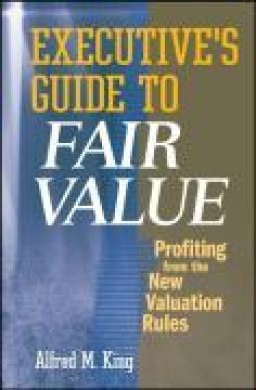 EXECUTIVE'S
GUIDE TO
FAIR
VALUE
Profiting
from the
New
Valuation
Rules
Alfred M. King